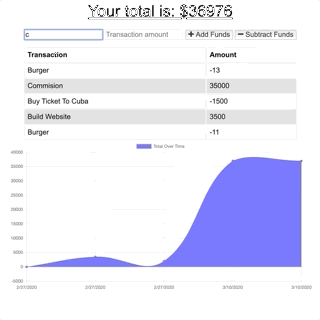 Your total is: $36976
c Transaction amount + Add Funds − Subtract Funds
Transaction Amount
Burger -13
Commision 35000
Buy Ticket To Cuba -1500
Build Website 3500
Burger -11
Total Over Time
40000
35000
30000
25000
20000
15000
10000
5000
0
-5000
2/27/2020 2/27/2020 2/27/2020 3/10/2020 3/10/2020